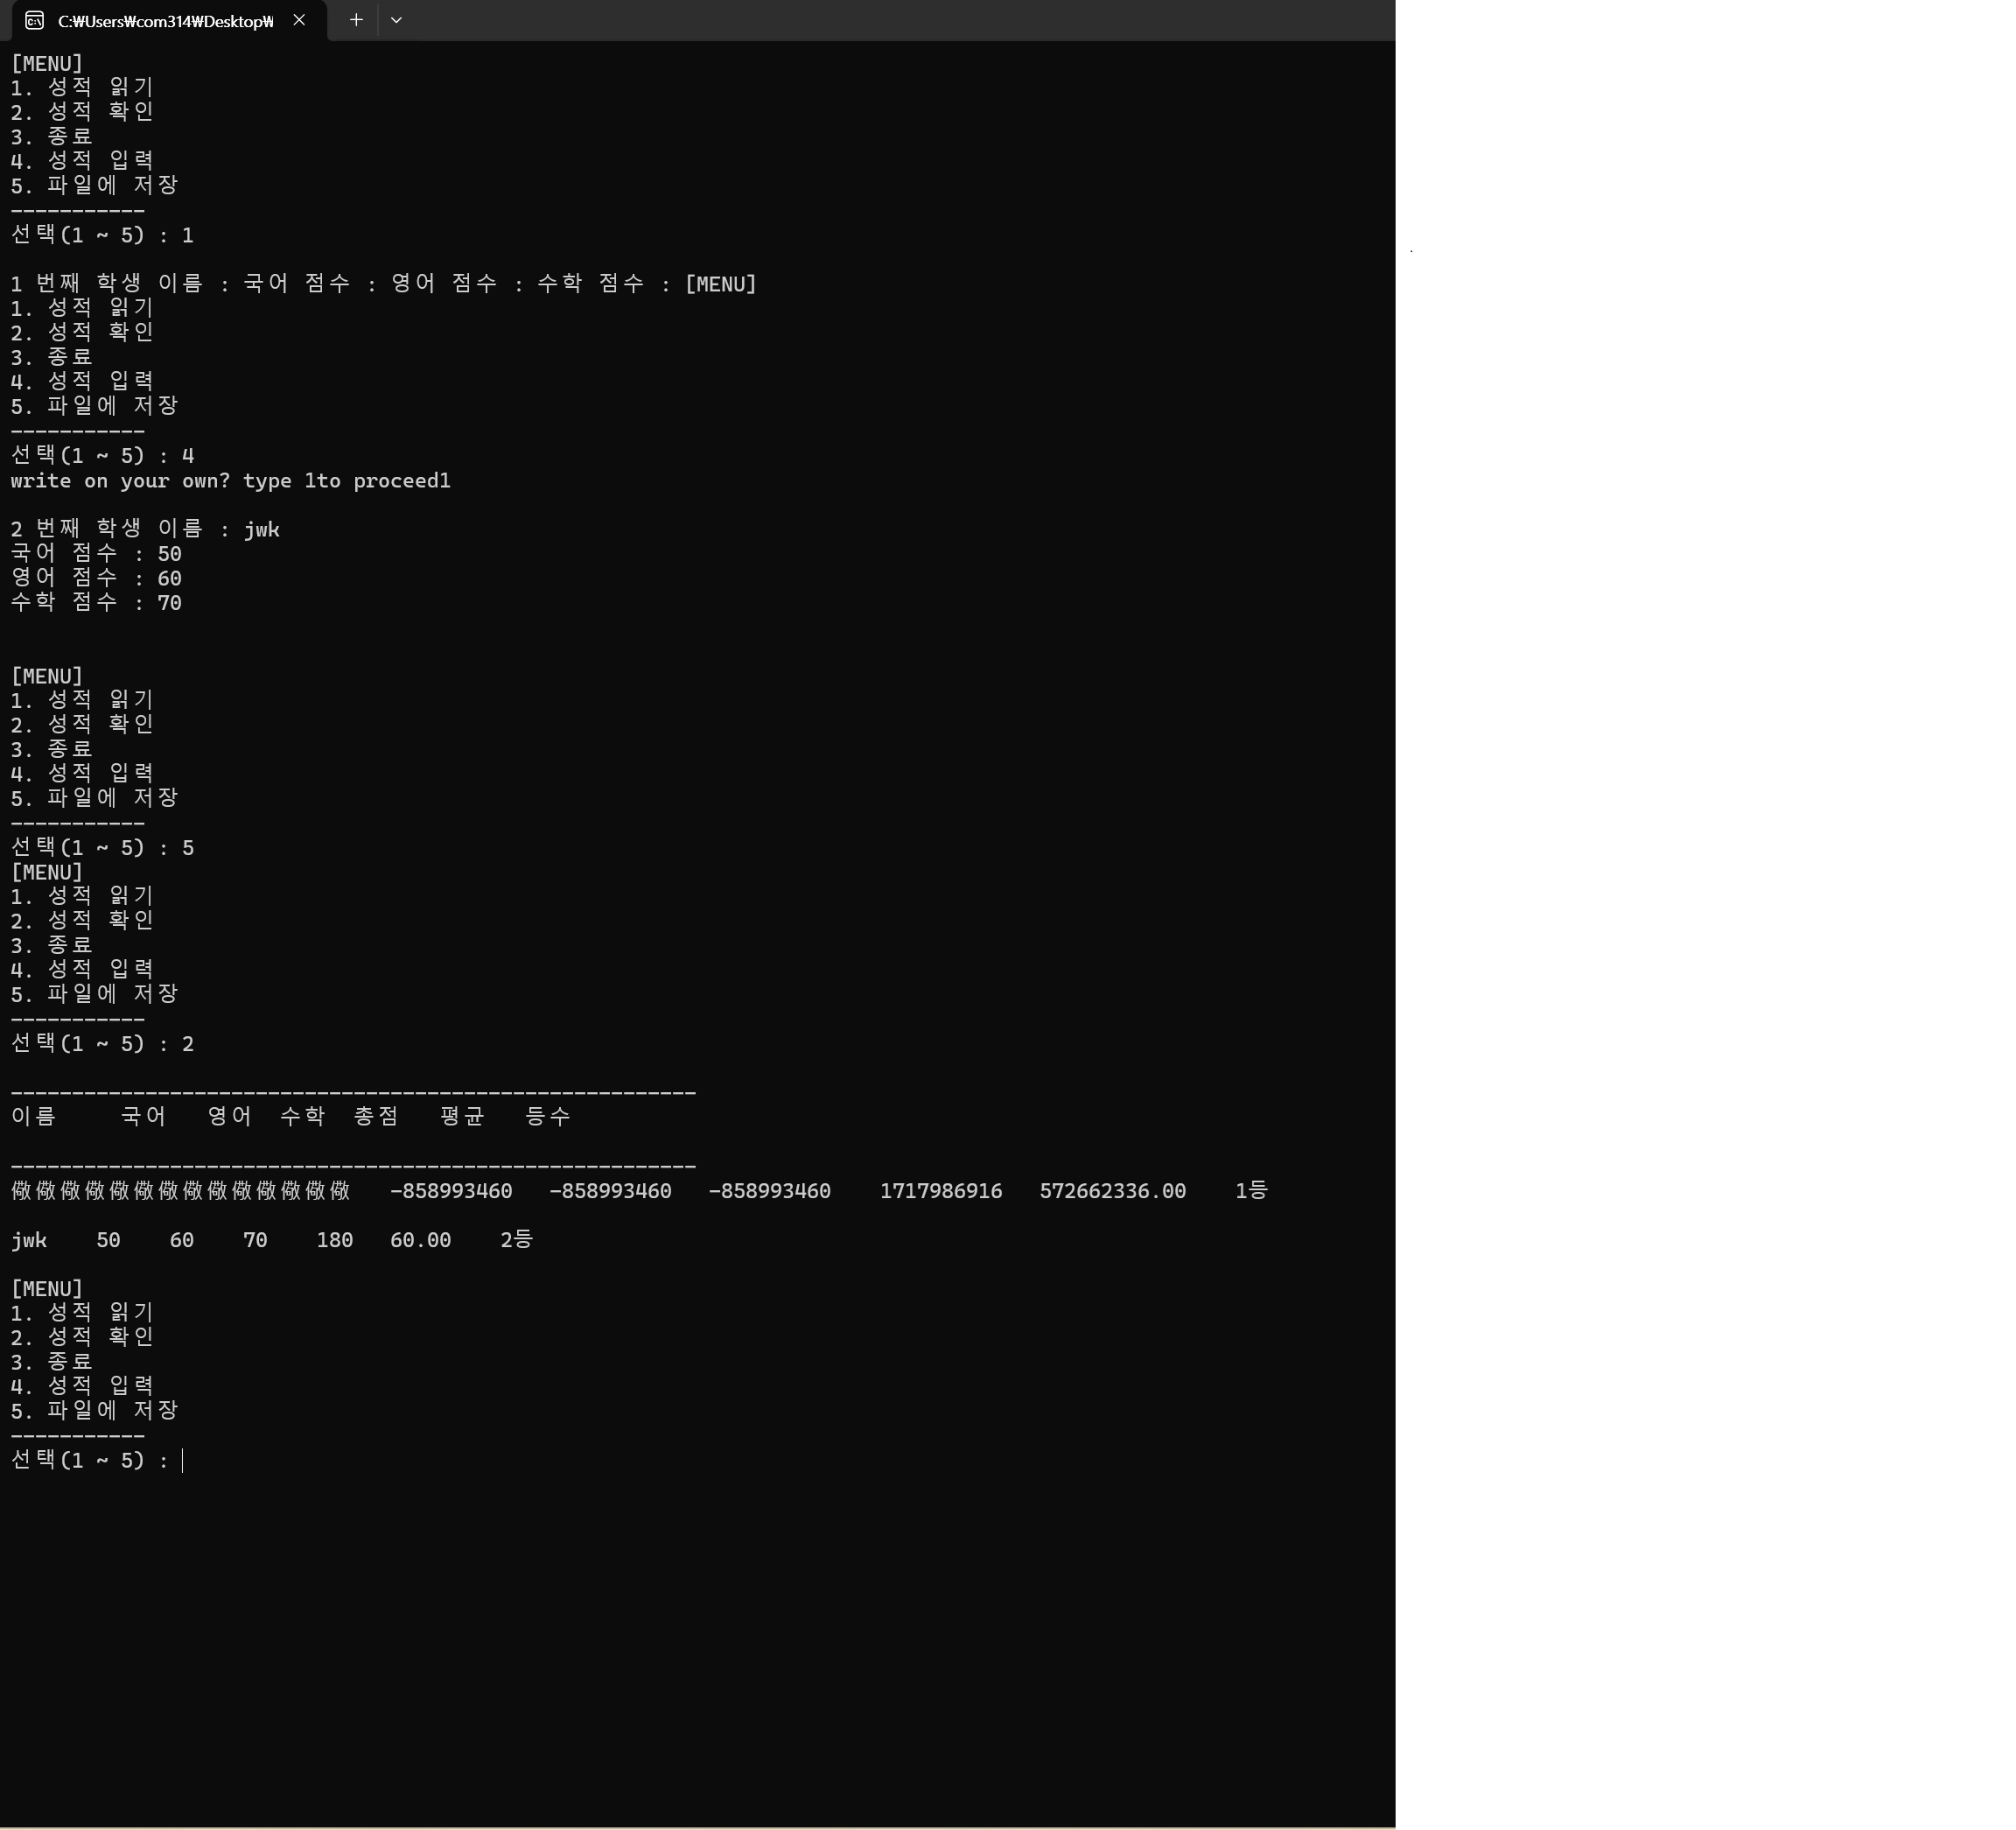 C:₩Users₩com314₩Desktop₩
[MENU]
1. 성적 읽기
2. 성적 확인
3. 종료
4. 성적 입력
5. 파일에 저장
-----------
선택(1 ~ 5) : 1
1 번째 학생 이름 : 국어 점수 : 영어 점수 : 수학 점수 : [MENU]
1. 성적 읽기
2. 성적 확인
3. 종료
4. 성적 입력
5. 파일에 저장
-----------
선택(1 ~ 5) : 4
write on your own? type 1to proceed1
2 번째 학생 이름 : jwk
국어 점수 : 50
영어 점수 : 60
수학 점수 : 70
[MENU]
1. 성적 읽기
2. 성적 확인
3. 종료
4. 성적 입력
5. 파일에 저장
-----------
선택(1 ~ 5) : 5
[MENU]
1. 성적 읽기
2. 성적 확인
3. 종료
4. 성적 입력
5. 파일에 저장
-----------
선택(1 ~ 5) : 2
--------------------------------------------------------
이름 국어 영어 수학 총점 평균 등수
--------------------------------------------------------
儆儆儆儆儆儆儆儆儆儆儆儆儆儆 -858993460 -858993460 -858993460 1717986916 572662336.00 1등
jwk 50 60 70 180 60.00 2등
[MENU]
1. 성적 읽기
2. 성적 확인
3. 종료
4. 성적 입력
5. 파일에 저장
-----------
선택(1 ~ 5) :